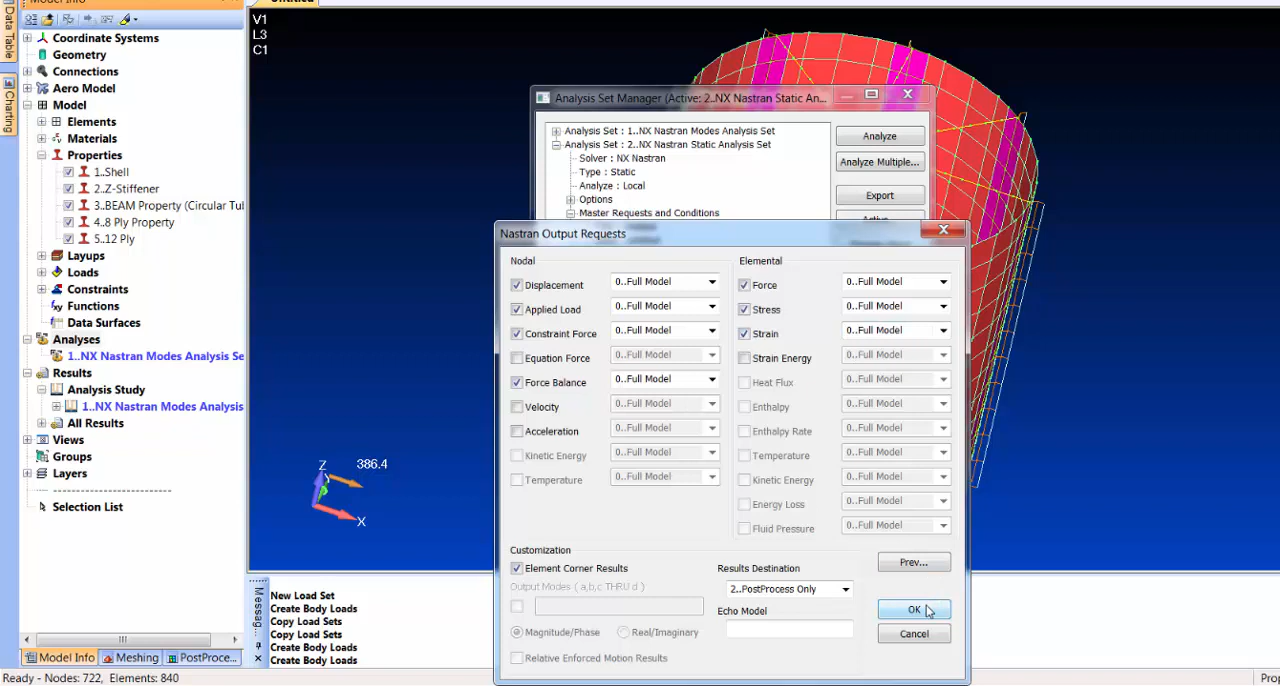 Model Info
Untitled
Data Table
Charting
V1
L3
C1
Coordinate Systems
Geometry
Connections
Aero Model
Model
Elements
Materials
Properties
1..Shell
2..Z-Stiffener
3..BEAM Property (Circular Tul
4..8 Ply Property
5..12 Ply
Layups
Loads
Constraints
Functions
Data Surfaces
Analyses
1..NX Nastran Modes Analysis Se
Results
Analysis Study
1..NX Nastran Modes Analysis
All Results
Views
Groups
Layers
Selection List
Model Info
Meshing
PostProce...
Ready - Nodes: 722, Elements: 840
386.4
Z
X
Analysis Set Manager (Active: 2..NX Nastran Static An...
Analysis Set : 1..NX Nastran Modes Analysis Set
Analysis Set : 2..NX Nastran Static Analysis Set
Solver : NX Nastran
Type : Static
Analyze : Local
Options
Master Requests and Conditions
Analyze
Analyze Multiple...
Export
Active
Nastran Output Requests
Nodal
Displacement 0..Full Model
Applied Load 0..Full Model
Constraint Force 0..Full Model
Equation Force 0..Full Model
Force Balance 0..Full Model
Velocity 0..Full Model
Acceleration 0..Full Model
Kinetic Energy 0..Full Model
Temperature 0..Full Model
Elemental
Force 0..Full Model
Stress 0..Full Model
Strain 0..Full Model
Strain Energy 0..Full Model
Heat Flux 0..Full Model
Enthalpy 0..Full Model
Enthalpy Rate 0..Full Model
Temperature 0..Full Model
Kinetic Energy 0..Full Model
Energy Loss 0..Full Model
Fluid Pressure 0..Full Model
Customization
Element Corner Results
Output Modes ( a,b,c THRU d )
Magnitude/Phase
Real/Imaginary
Relative Enforced Motion Results
Results Destination
2..PostProcess Only
Echo Model
Prev...
OK
Cancel
Messag...
New Load Set
Create Body Loads
Copy Load Sets
Copy Load Sets
Create Body Loads
Create Body Loads
Prop